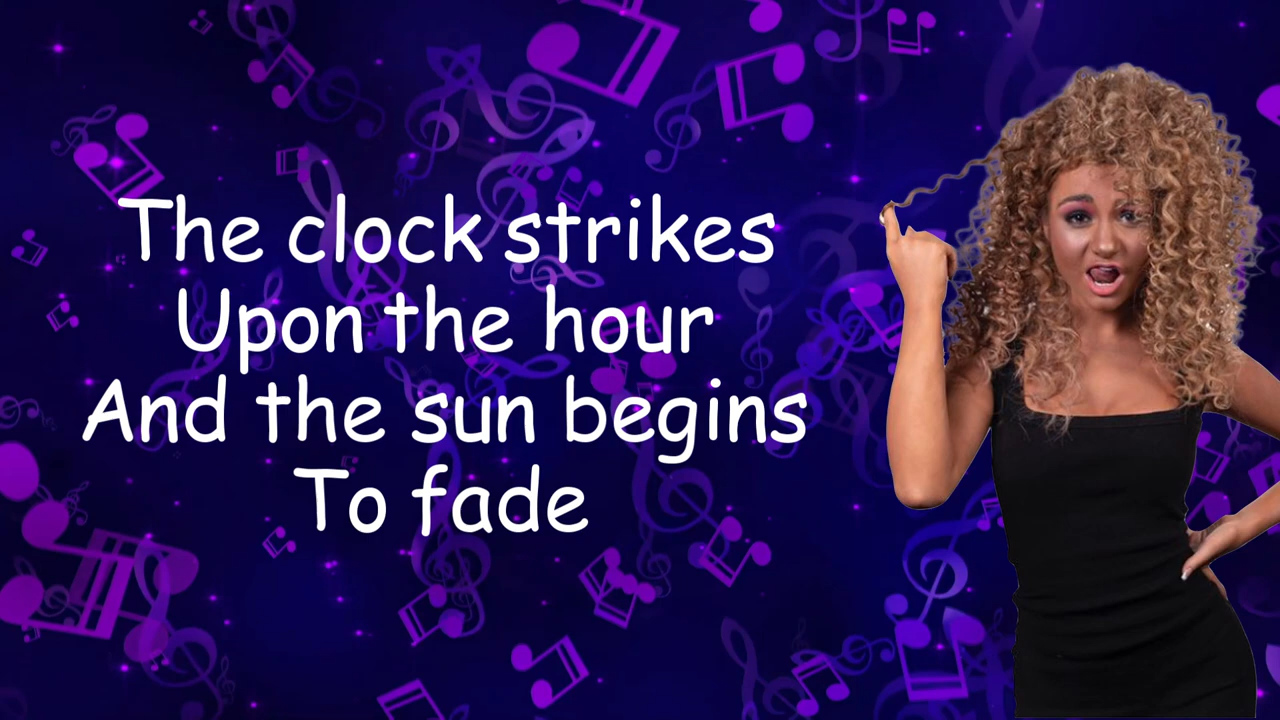 The clock strikes
Upon the hour
And the sun begins
To fade